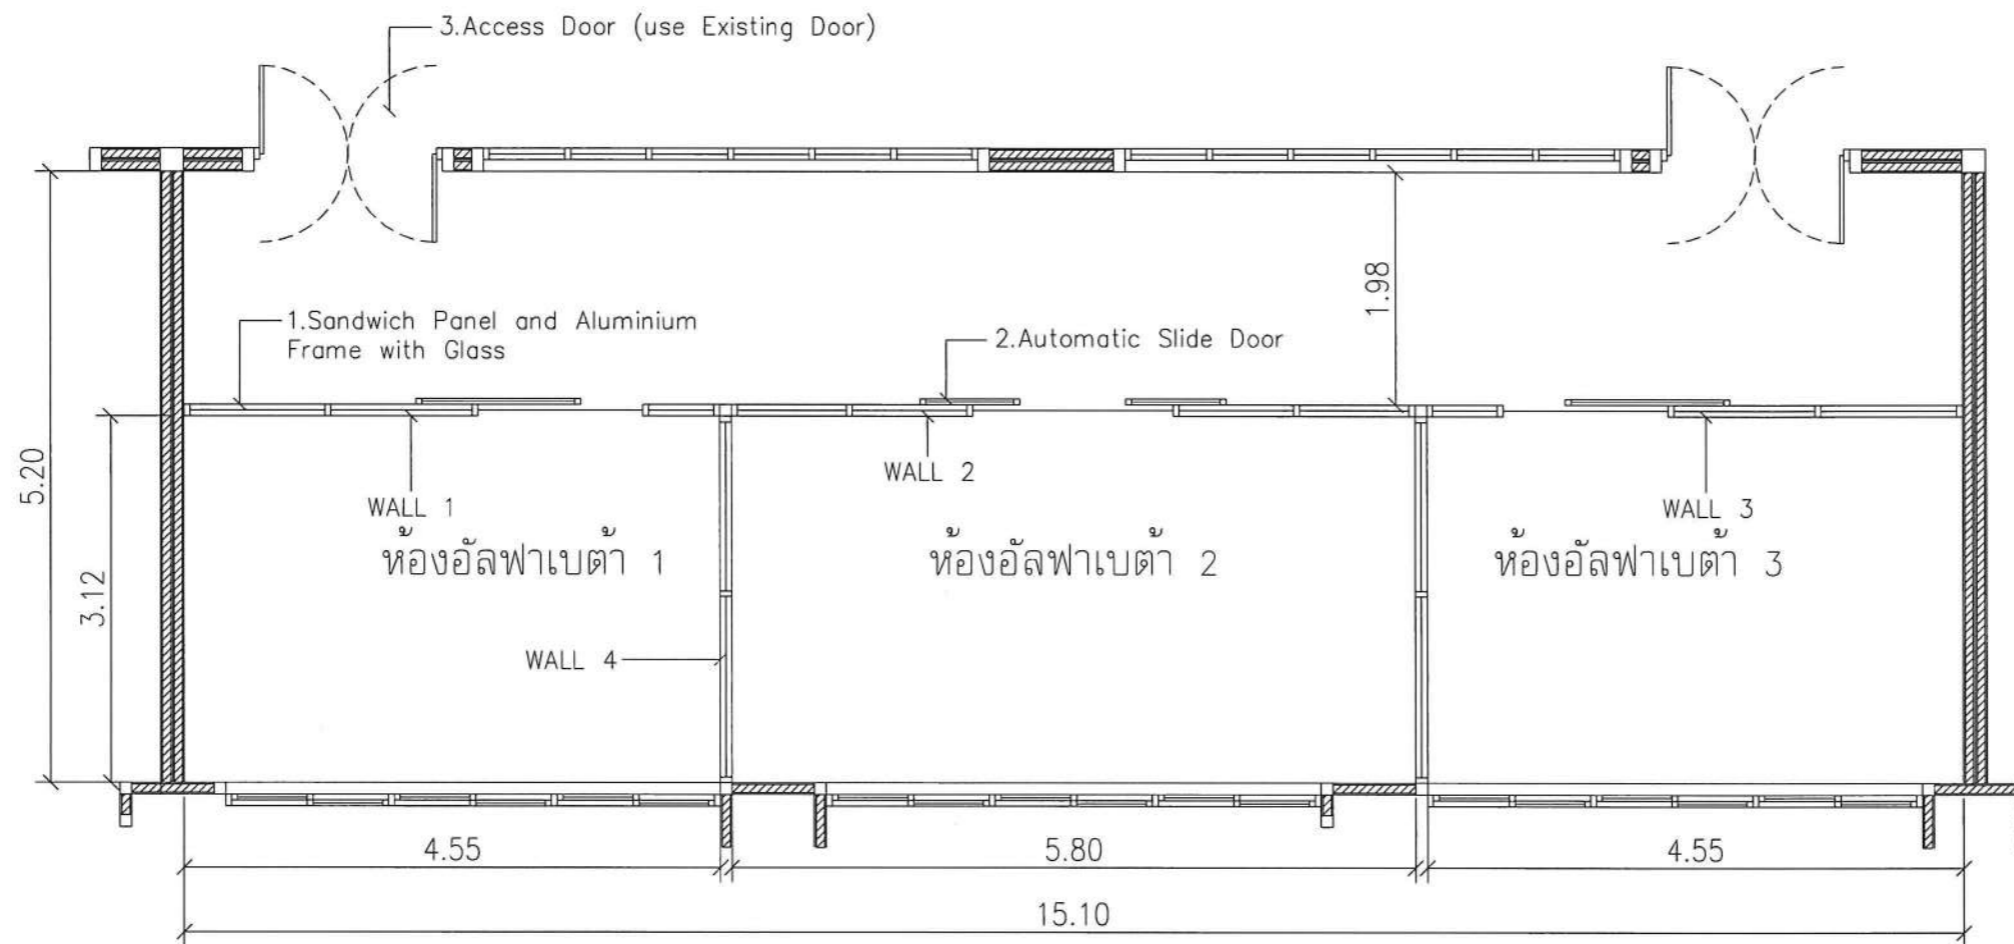 3.Access Door (use Existing Door)
1.98
1.Sandwich Panel and Aluminium
Frame with Glass
2.Automatic Slide Door
5.20
3.12
WALL 1
WALL 2
WALL 3
ห้องอัลฟาเบต้า 1
ห้องอัลฟาเบต้า 2
ห้องอัลฟาเบต้า 3
WALL 4
4.55
5.80
4.55
15.10